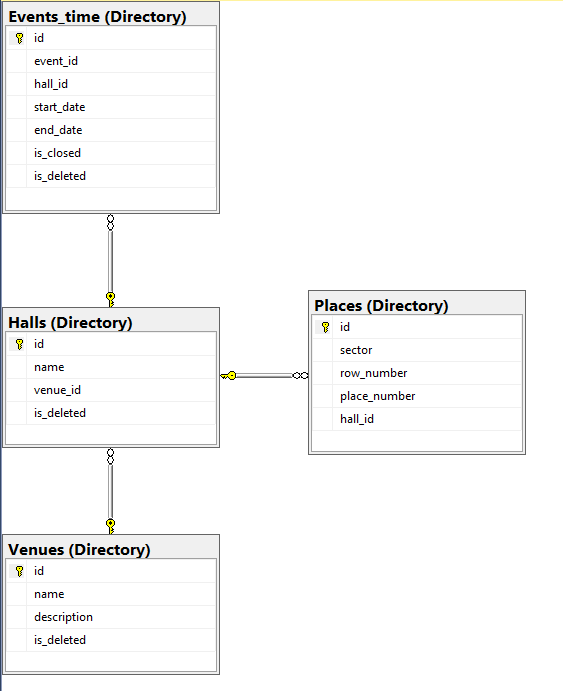 Events_time (Directory)
id
event_id
hall_id
start_date
end_date
is_closed
is_deleted
Halls (Directory)
id
name
venue_id
is_deleted
Places (Directory)
id
sector
row_number
place_number
hall_id
Venues (Directory)
id
name
description
is_deleted